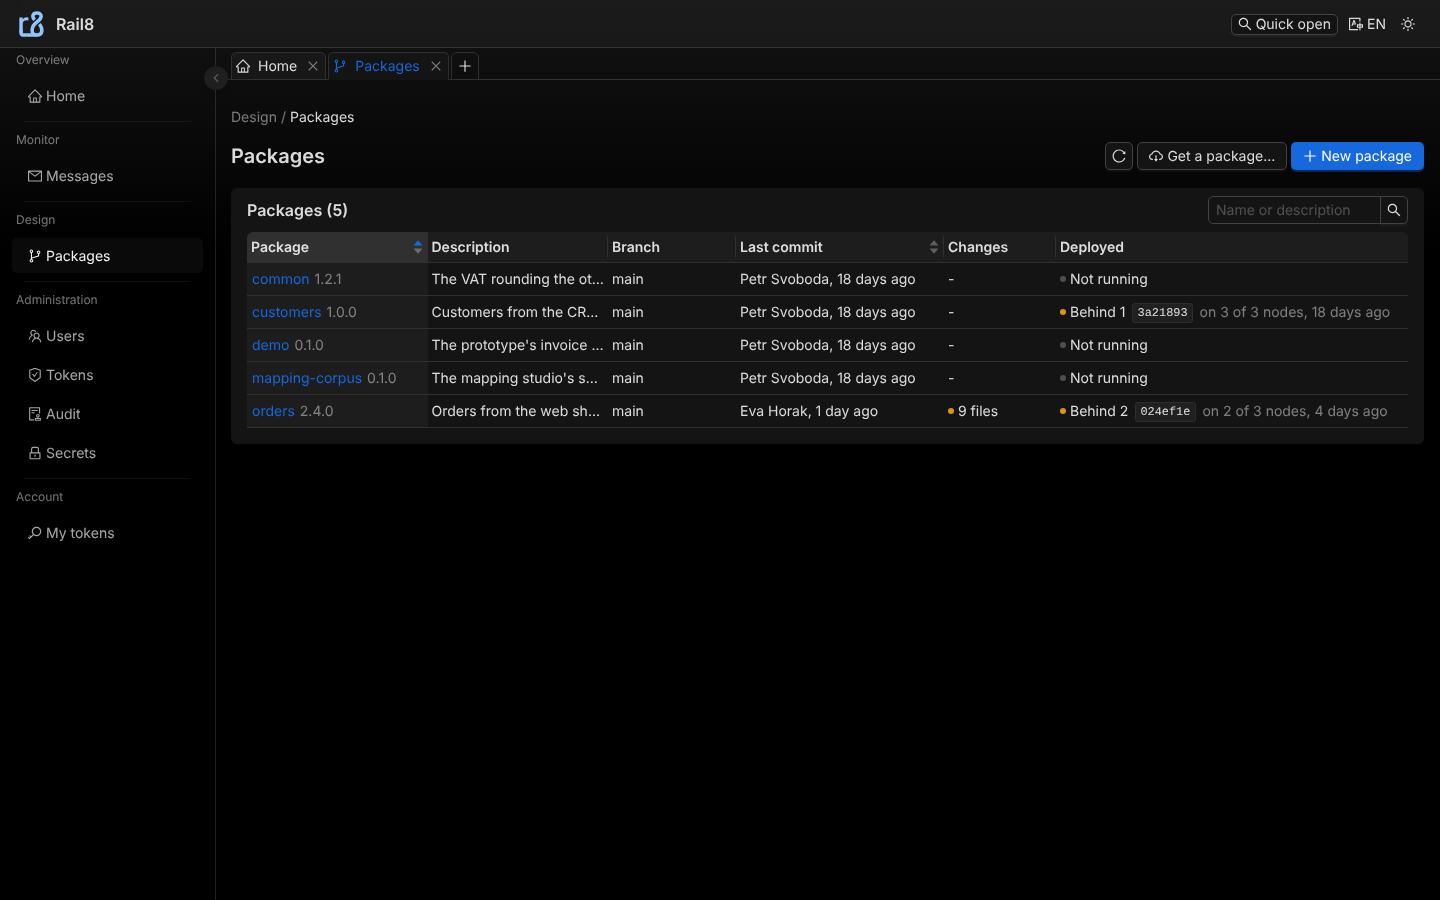 Rail8
Quick open
EN
Overview
Home
Monitor
Messages
Design
Packages
Administration
Users
Tokens
Audit
Secrets
Account
My tokens
Home
Packages
Design / Packages
Packages
Get a package...
New package
Packages (5)
Name or description
Package Description Branch Last commit Changes Deployed
common 1.2.1 The VAT rounding the ot... main Petr Svoboda, 18 days ago - Not running
customers 1.0.0 Customers from the CR... main Petr Svoboda, 18 days ago - Behind 1 3a21893 on 3 of 3 nodes, 18 days ago
demo 0.1.0 The prototype's invoice ... main Petr Svoboda, 18 days ago - Not running
mapping-corpus 0.1.0 The mapping studio's s... main Petr Svoboda, 18 days ago - Not running
orders 2.4.0 Orders from the web sh... main Eva Horak, 1 day ago 9 files Behind 2 024ef1e on 2 of 3 nodes, 4 days ago